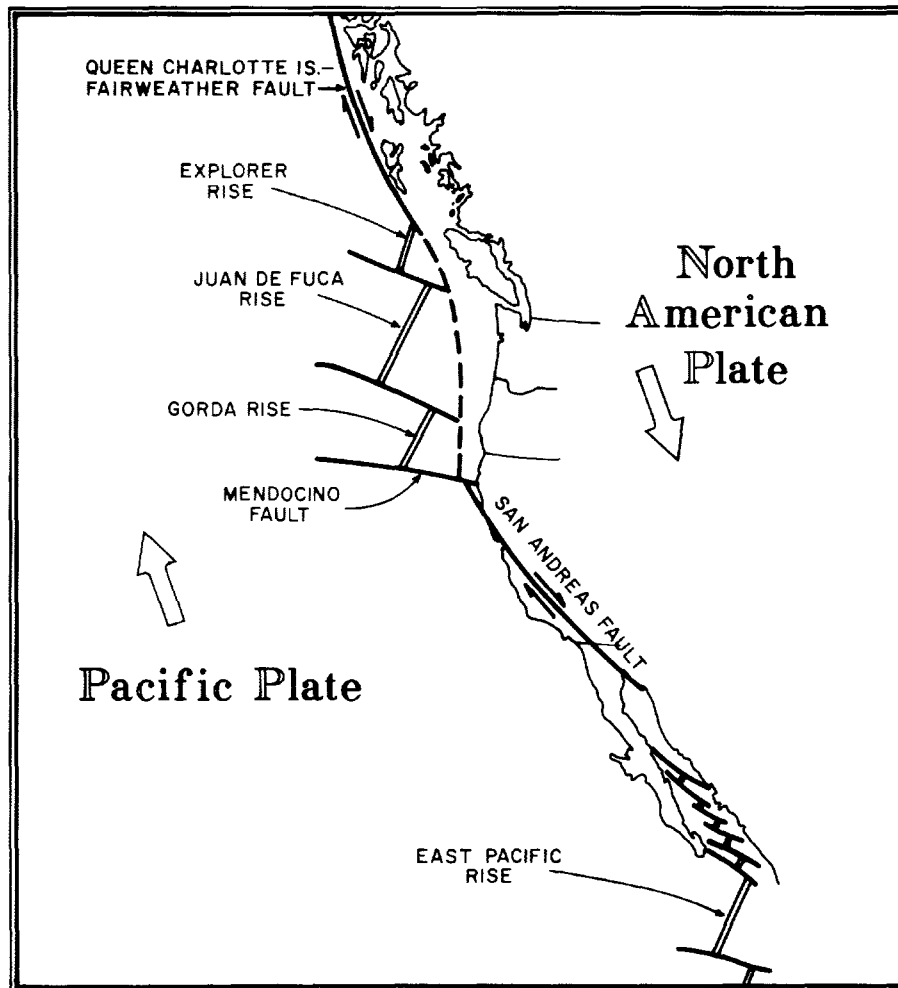 QUEEN CHARLOTTE IS.–
FAIRWEATHER FAULT
EXPLORER
RISE
JUAN DE FUCA
RISE
North
American
Plate
GORDA RISE
MENDOCINO
FAULT
SAN ANDREAS FAULT
Pacific Plate
EAST PACIFIC
RISE